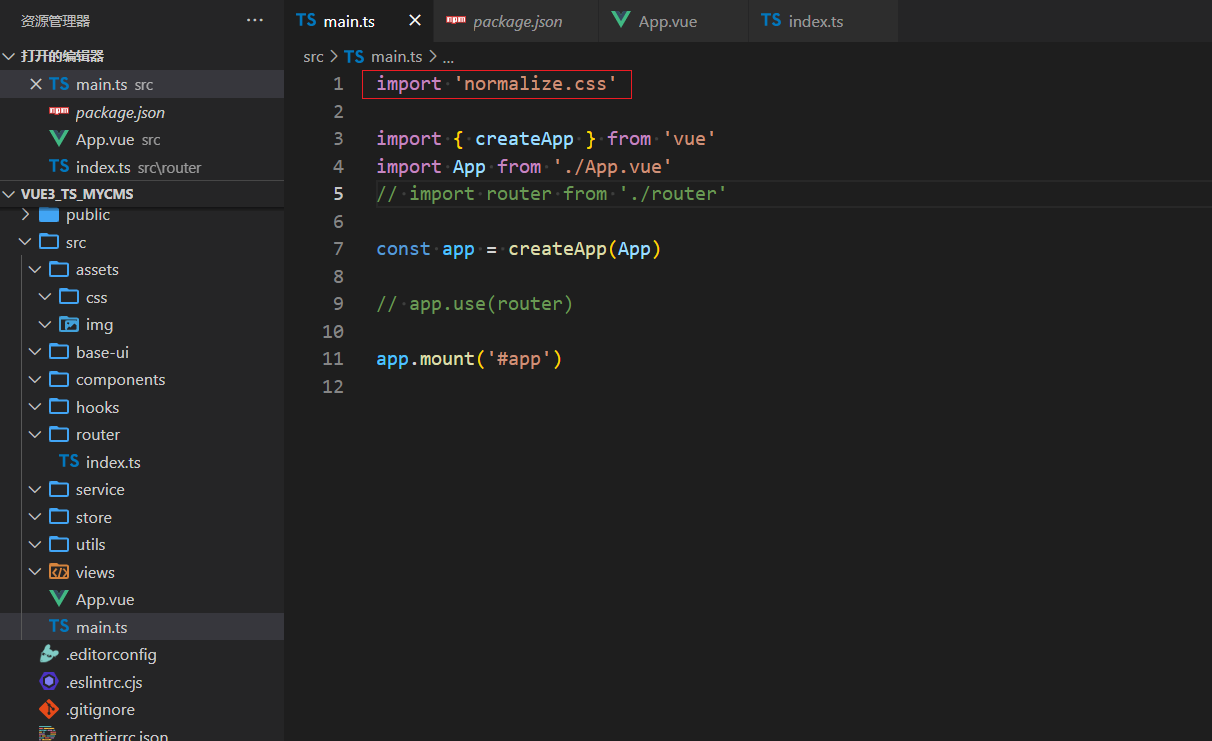 资源管理器 ...
打开的编辑器
TS main.ts src
npm package.json
App.vue src
TS index.ts src\router
VUE3_TS_MYCMS
public
src
assets
css
img
base-ui
components
hooks
router
TS index.ts
service
store
utils
views
App.vue
TS main.ts
.editorconfig
.eslintrc.cjs
.gitignore
.prettierrc.json
TS main.ts npm package.json App.vue TS index.ts
src > TS main.ts > ...
1 import 'normalize.css'
2
3 import { createApp } from 'vue'
4 import App from './App.vue'
5 // import router from './router'
6
7 const app = createApp(App)
8
9 // app.use(router)
10
11 app.mount('#app')
12